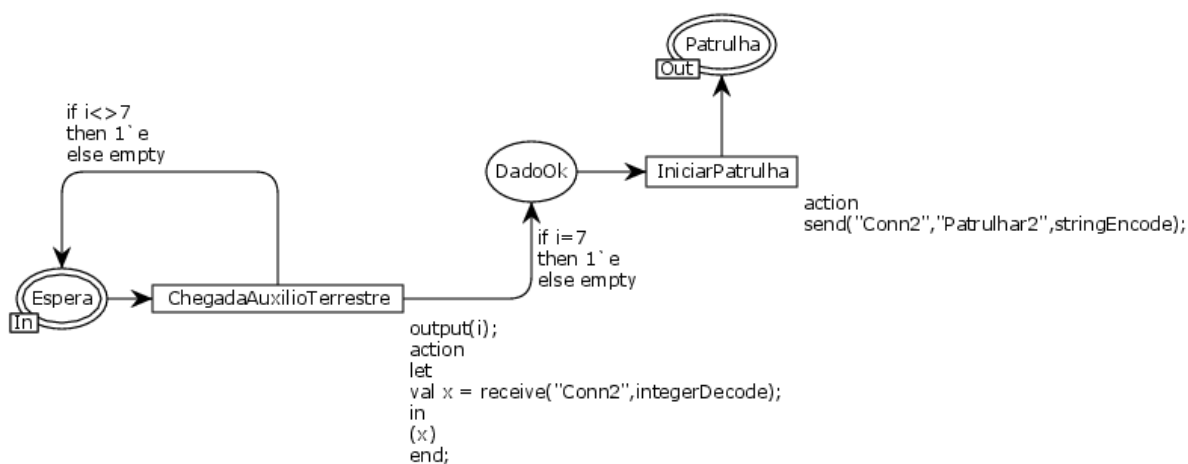 Patrulha
Out
if i<>7
then 1`e
else empty
DadoOk
IniciarPatrulha
action
send("Conn2","Patrulhar2",stringEncode);
if i=7
then 1`e
else empty
Espera
In
ChegadaAuxilioTerrestre
output(i);
action
let
val x = receive("Conn2",integerDecode);
in
(x)
end;